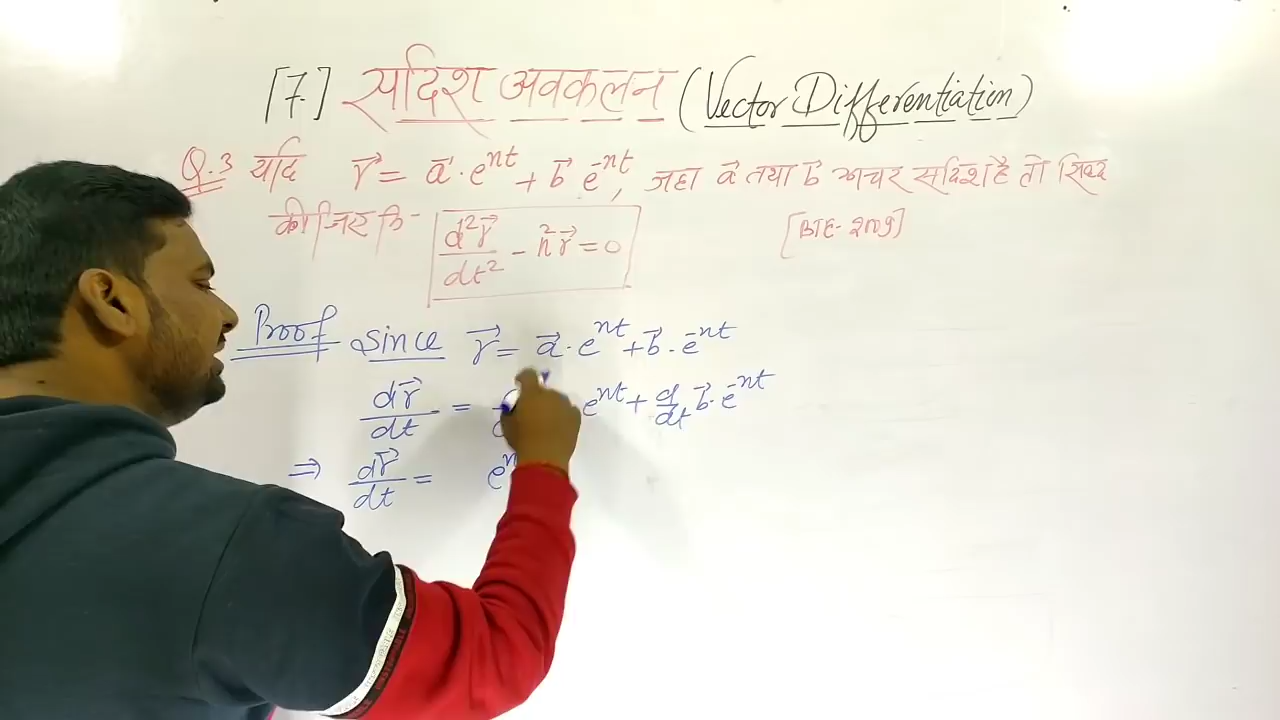 [7.] सदिश अवकलन (Vector Differentiation)
Q.3 यदि r⃗ = a⃗·e^nt + b⃗ e^-nt, जहा a⃗ तथा b⃗ अचर सदिश है तो सिद्ध
कीजिए कि- d²r⃗/dt² - n²r⃗ = 0 [BTE- 2009]
Proof since r⃗ = a⃗·e^nt + b⃗·e^-nt
dr⃗/dt = e^nt + d/dt b⃗·e^-nt
⇒ dr⃗/dt = e^n